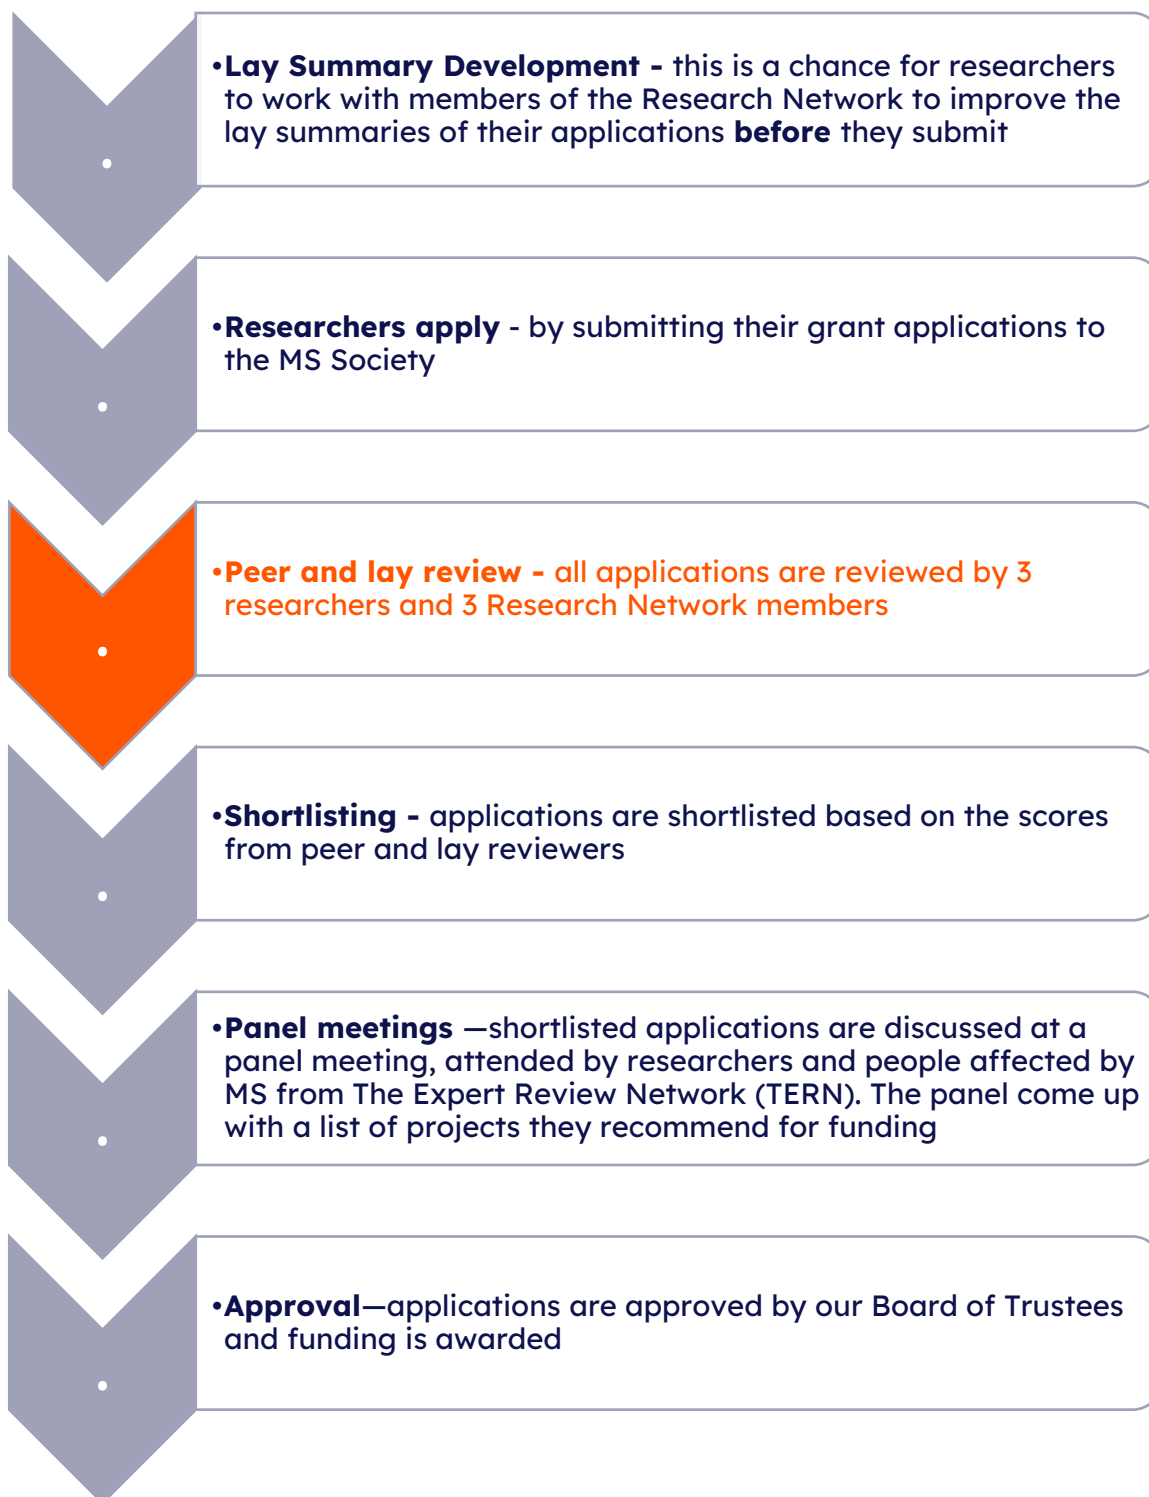 •Lay Summary Development - this is a chance for researchers
to work with members of the Research Network to improve the
lay summaries of their applications before they submit
•Researchers apply - by submitting their grant applications to
the MS Society
•Peer and lay review - all applications are reviewed by 3
researchers and 3 Research Network members
•Shortlisting - applications are shortlisted based on the scores
from peer and lay reviewers
•Panel meetings —shortlisted applications are discussed at a
panel meeting, attended by researchers and people affected by
MS from The Expert Review Network (TERN). The panel come up
with a list of projects they recommend for funding
•Approval—applications are approved by our Board of Trustees
and funding is awarded